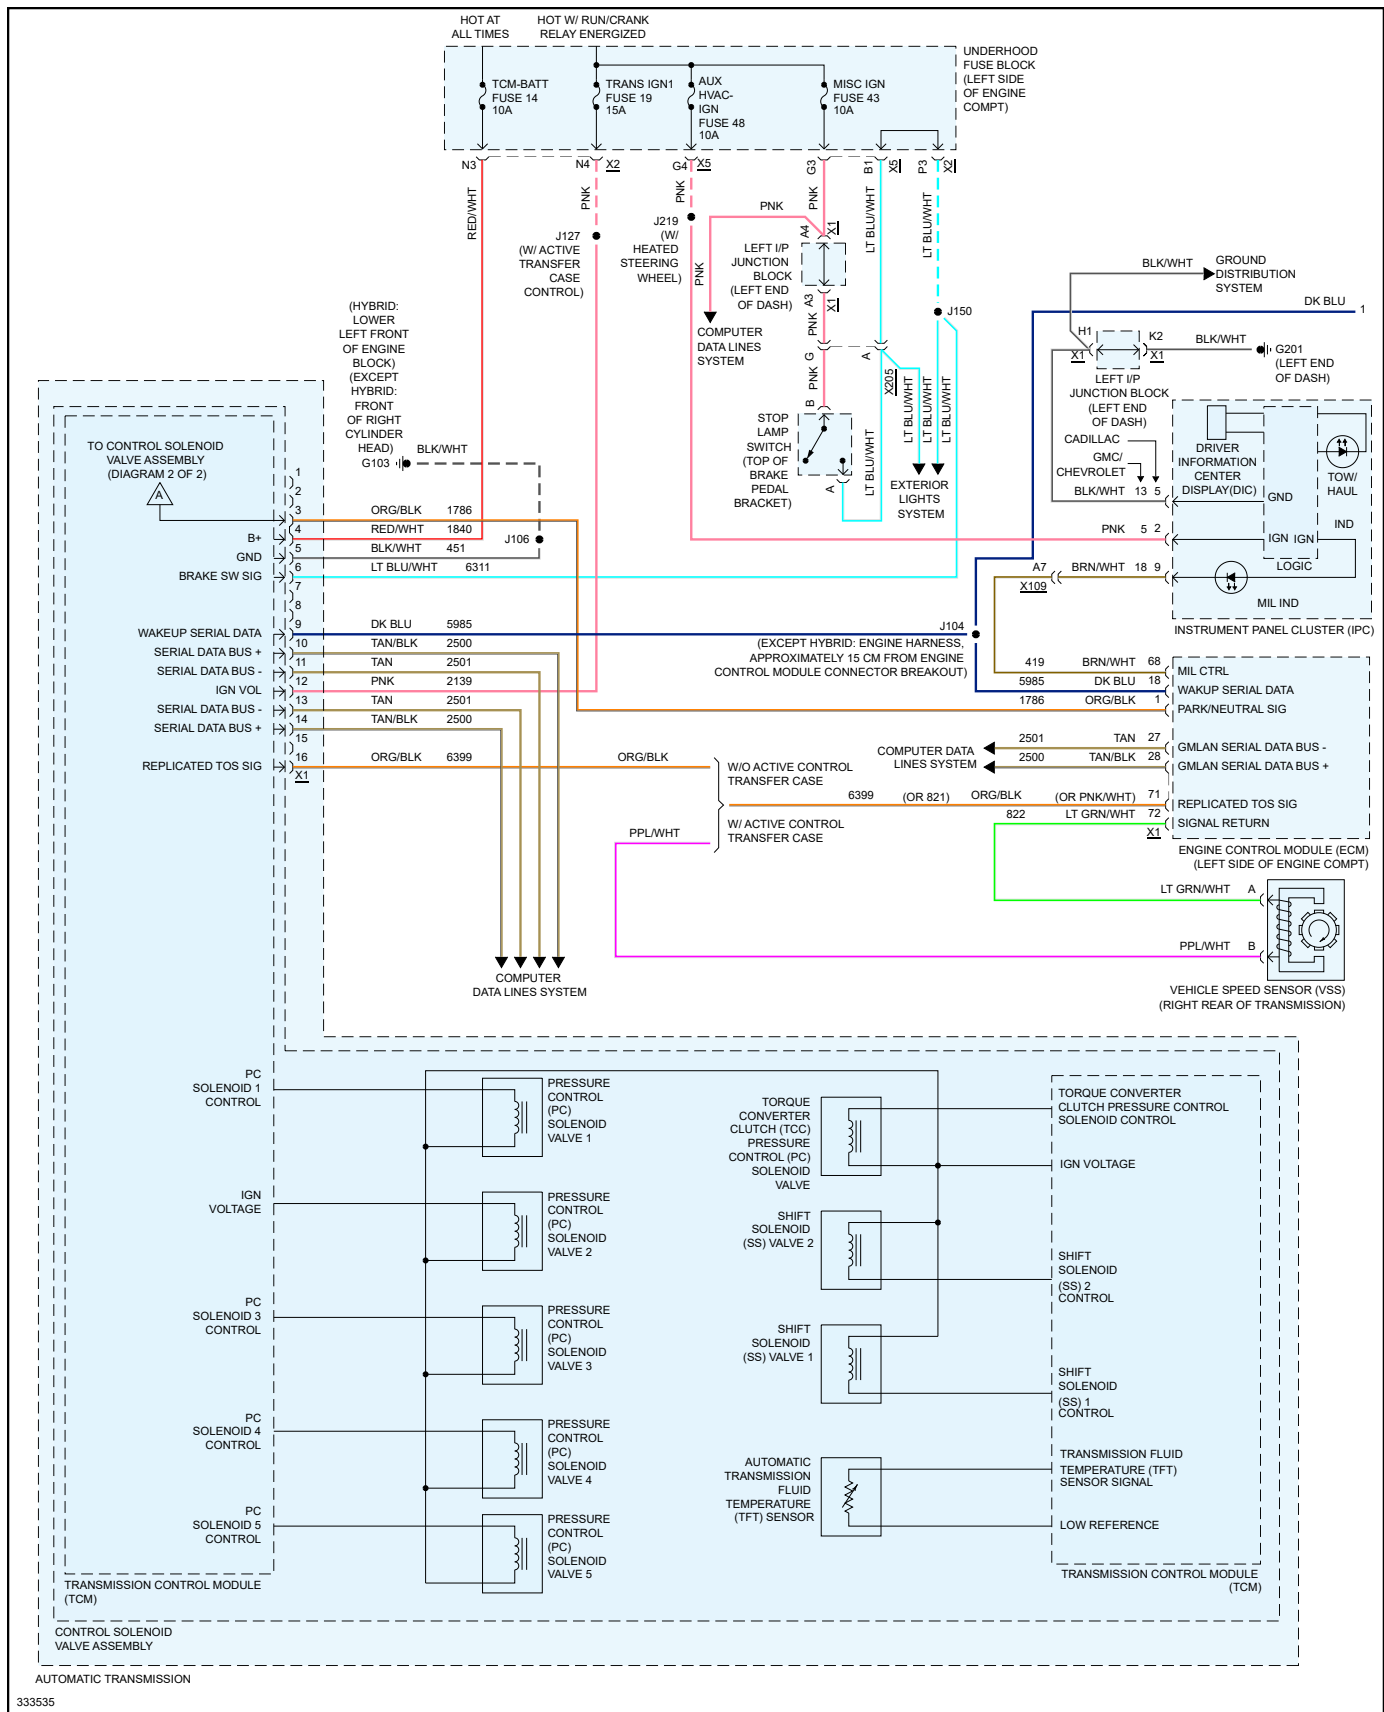 HOT AT
ALL TIMES
HOT W/ RUN/CRANK
RELAY ENERGIZED
UNDERHOOD
FUSE BLOCK
(LEFT SIDE
OF ENGINE
COMPT)
TCM-BATT
FUSE 14
10A
TRANS IGN1
FUSE 19
15A
AUX
HVAC-
IGN
FUSE 48
10A
MISC IGN
FUSE 43
10A
N3
N4
X2
G4
X5
G3
B1
X5
P3
X2
RED/WHT
PNK
PNK
PNK
LT BLU/WHT
LT BLU/WHT
PNK
J127
(W/ ACTIVE
TRANSFER
CASE
CONTROL)
J219
(W/
HEATED
STEERING
WHEEL)
PNK
A4
X1
LEFT I/P
JUNCTION
BLOCK
(LEFT END
OF DASH)
A3
X1
PNK
COMPUTER
DATA LINES
SYSTEM
J150
G
A
X205
PNK
B
LT BLU/WHT
LT BLU/WHT
LT BLU/WHT
LT BLU/WHT
STOP
LAMP
SWITCH
(TOP OF
BRAKE
PEDAL
BRACKET)
A
EXTERIOR
LIGHTS
SYSTEM
BLK/WHT
GROUND
DISTRIBUTION
SYSTEM
DK BLU
1
H1
X1
K2
X1
BLK/WHT
G201
(LEFT END
OF DASH)
LEFT I/P
JUNCTION BLOCK
(LEFT END
OF DASH)
CADILLAC
GMC/
CHEVROLET
BLK/WHT 13 5
DRIVER
INFORMATION
CENTER
DISPLAY(DIC)
TOW/
HAUL
GND
IND
PNK 5 2
IGN IGN
LOGIC
A7
X109
BRN/WHT 18 9
MIL IND
INSTRUMENT PANEL CLUSTER (IPC)
(HYBRID:
LOWER
LEFT FRONT
OF ENGINE
BLOCK)
(EXCEPT
HYBRID:
FRONT
OF RIGHT
CYLINDER
HEAD)
G103
BLK/WHT
J106
TO CONTROL SOLENOID
VALVE ASSEMBLY
(DIAGRAM 2 OF 2)
A
1
2
3 ORG/BLK 1786
B+ 4 RED/WHT 1840
GND 5 BLK/WHT 451
BRAKE SW SIG 6 LT BLU/WHT 6311
7
8
WAKEUP SERIAL DATA 9 DK BLU 5985
SERIAL DATA BUS + 10 TAN/BLK 2500
SERIAL DATA BUS - 11 TAN 2501
IGN VOL 12 PNK 2139
SERIAL DATA BUS - 13 TAN 2501
SERIAL DATA BUS + 14 TAN/BLK 2500
15
REPLICATED TOS SIG 16 ORG/BLK 6399 ORG/BLK
X1
J104
(EXCEPT HYBRID: ENGINE HARNESS,
APPROXIMATELY 15 CM FROM ENGINE
CONTROL MODULE CONNECTOR BREAKOUT)
419 BRN/WHT 68 MIL CTRL
5985 DK BLU 18 WAKUP SERIAL DATA
1786 ORG/BLK 1 PARK/NEUTRAL SIG
COMPUTER DATA
LINES SYSTEM
2501 TAN 27 GMLAN SERIAL DATA BUS -
2500 TAN/BLK 28 GMLAN SERIAL DATA BUS +
W/O ACTIVE CONTROL
TRANSFER CASE
6399 (OR 821) ORG/BLK (OR PNK/WHT) 71 REPLICATED TOS SIG
822 LT GRN/WHT 72 SIGNAL RETURN
X1
W/ ACTIVE CONTROL
TRANSFER CASE
PPL/WHT
ENGINE CONTROL MODULE (ECM)
(LEFT SIDE OF ENGINE COMPT)
LT GRN/WHT A
PPL/WHT B
VEHICLE SPEED SENSOR (VSS)
(RIGHT REAR OF TRANSMISSION)
COMPUTER
DATA LINES SYSTEM
PC
SOLENOID 1
CONTROL
PRESSURE
CONTROL
(PC)
SOLENOID
VALVE 1
IGN
VOLTAGE
PRESSURE
CONTROL
(PC)
SOLENOID
VALVE 2
PC
SOLENOID 3
CONTROL
PRESSURE
CONTROL
(PC)
SOLENOID
VALVE 3
PC
SOLENOID 4
CONTROL
PRESSURE
CONTROL
(PC)
SOLENOID
VALVE 4
PC
SOLENOID 5
CONTROL
PRESSURE
CONTROL
(PC)
SOLENOID
VALVE 5
TORQUE
CONVERTER
CLUTCH (TCC)
PRESSURE
CONTROL (PC)
SOLENOID
VALVE
TORQUE CONVERTER
CLUTCH PRESSURE CONTROL
SOLENOID CONTROL
IGN VOLTAGE
SHIFT
SOLENOID
(SS) VALVE 2
SHIFT
SOLENOID
(SS) 2
CONTROL
SHIFT
SOLENOID
(SS) VALVE 1
SHIFT
SOLENOID
(SS) 1
CONTROL
AUTOMATIC
TRANSMISSION
FLUID
TEMPERATURE
(TFT) SENSOR
TRANSMISSION FLUID
TEMPERATURE (TFT)
SENSOR SIGNAL
LOW REFERENCE
TRANSMISSION CONTROL MODULE
(TCM)
TRANSMISSION CONTROL MODULE
(TCM)
CONTROL SOLENOID
VALVE ASSEMBLY
AUTOMATIC TRANSMISSION
333535